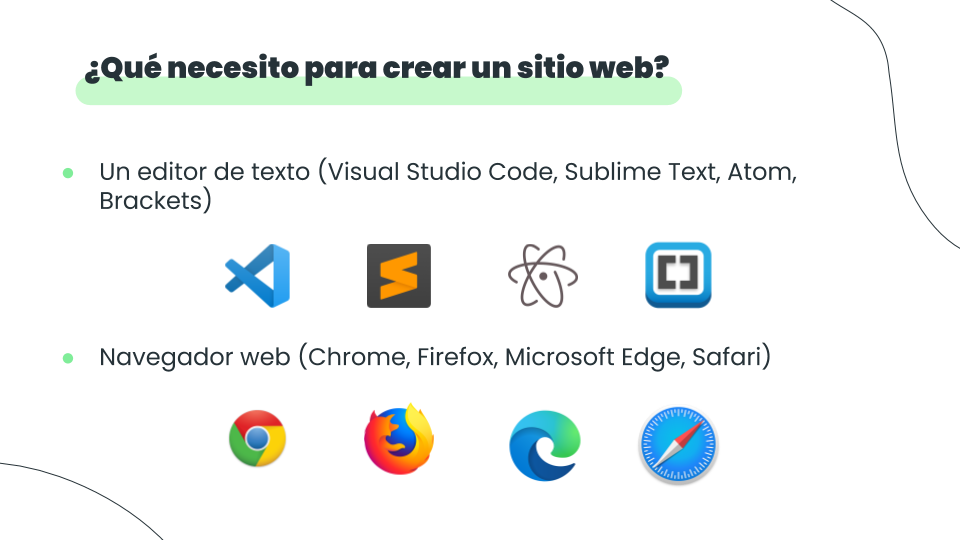 ¿Qué necesito para crear un sitio web?
● Un editor de texto (Visual Studio Code, Sublime Text, Atom,
Brackets)
● Navegador web (Chrome, Firefox, Microsoft Edge, Safari)